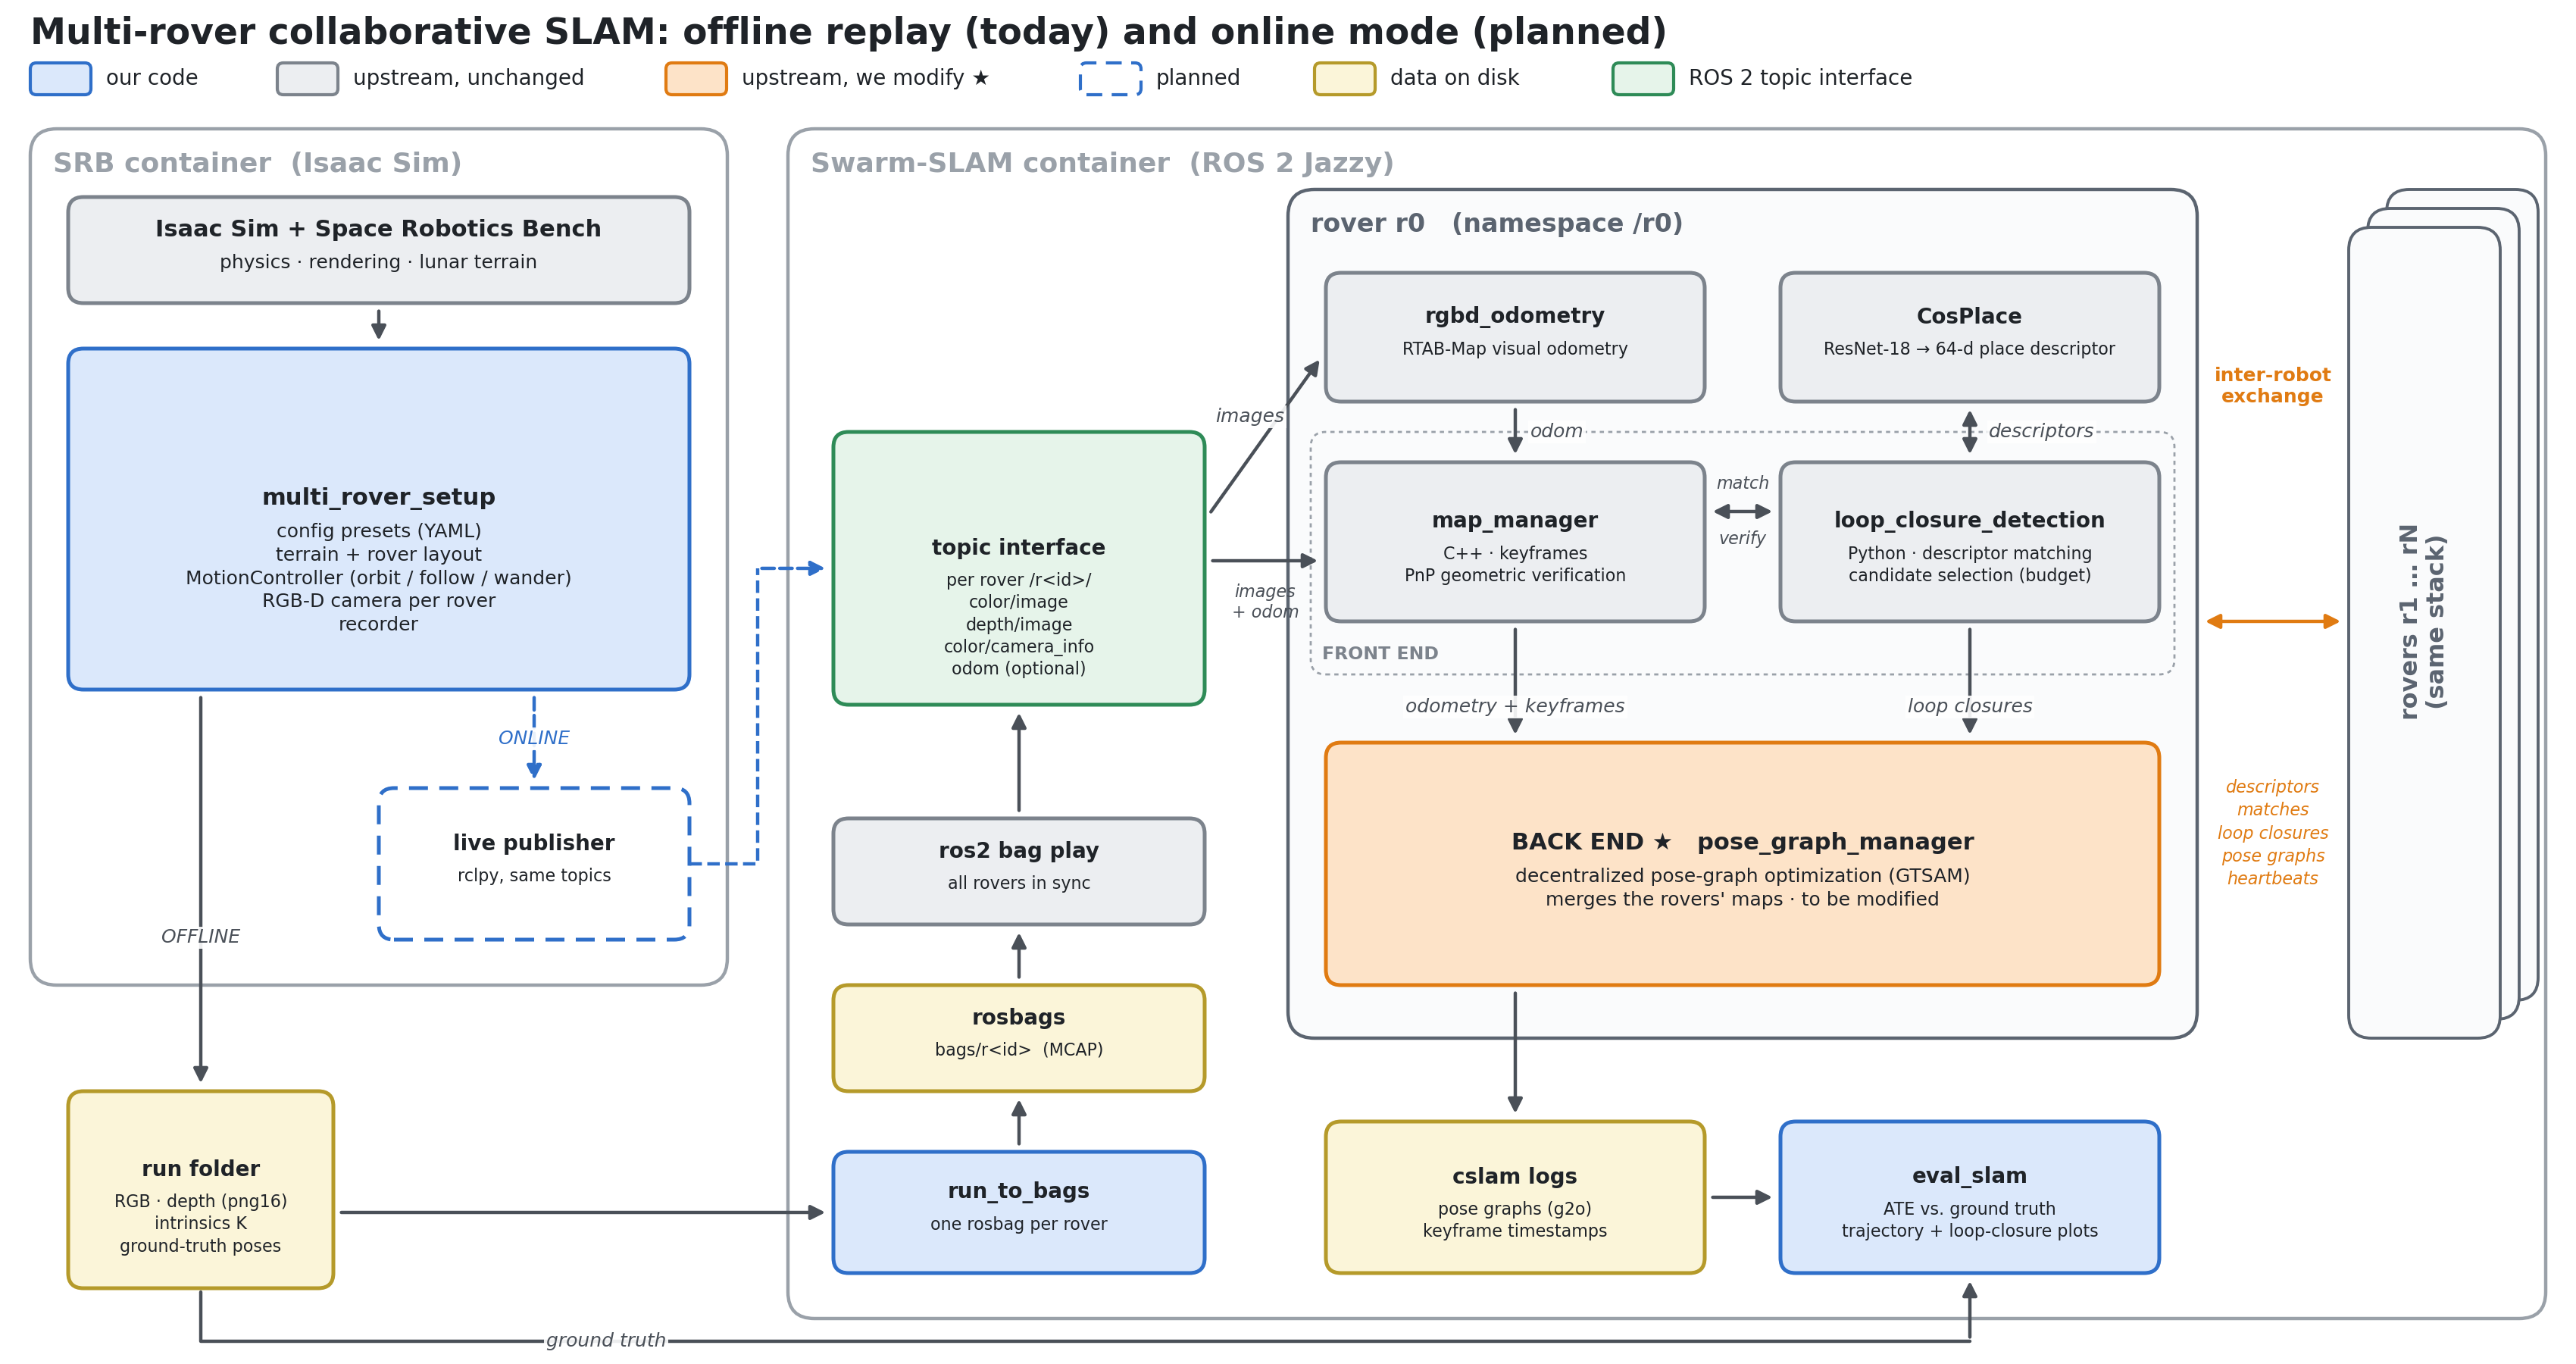 Multi-rover collaborative SLAM: offline replay (today) and online mode (planned)
our code
upstream, unchanged
upstream, we modify ★
planned
data on disk
ROS 2 topic interface
SRB container (Isaac Sim)
Isaac Sim + Space Robotics Bench
physics · rendering · lunar terrain
multi_rover_setup
config presets (YAML)
terrain + rover layout
MotionController (orbit / follow / wander)
RGB-D camera per rover
recorder
ONLINE
live publisher
rclpy, same topics
OFFLINE
run folder
RGB · depth (png16)
intrinsics K
ground-truth poses
ground truth
Swarm-SLAM container (ROS 2 Jazzy)
topic interface
per rover /r<id>/
color/image
depth/image
color/camera_info
odom (optional)
ros2 bag play
all rovers in sync
rosbags
bags/r<id> (MCAP)
run_to_bags
one rosbag per rover
images
images
+ odom
rover r0 (namespace /r0)
rgbd_odometry
RTAB-Map visual odometry
CosPlace
ResNet-18 → 64-d place descriptor
odom
descriptors
map_manager
C++ · keyframes
PnP geometric verification
match
verify
loop_closure_detection
Python · descriptor matching
candidate selection (budget)
FRONT END
odometry + keyframes
loop closures
BACK END ★ pose_graph_manager
decentralized pose-graph optimization (GTSAM)
merges the rovers' maps · to be modified
cslam logs
pose graphs (g2o)
keyframe timestamps
eval_slam
ATE vs. ground truth
trajectory + loop-closure plots
inter-robot
exchange
descriptors
matches
loop closures
pose graphs
heartbeats
rovers r1 ... rN
(same stack)